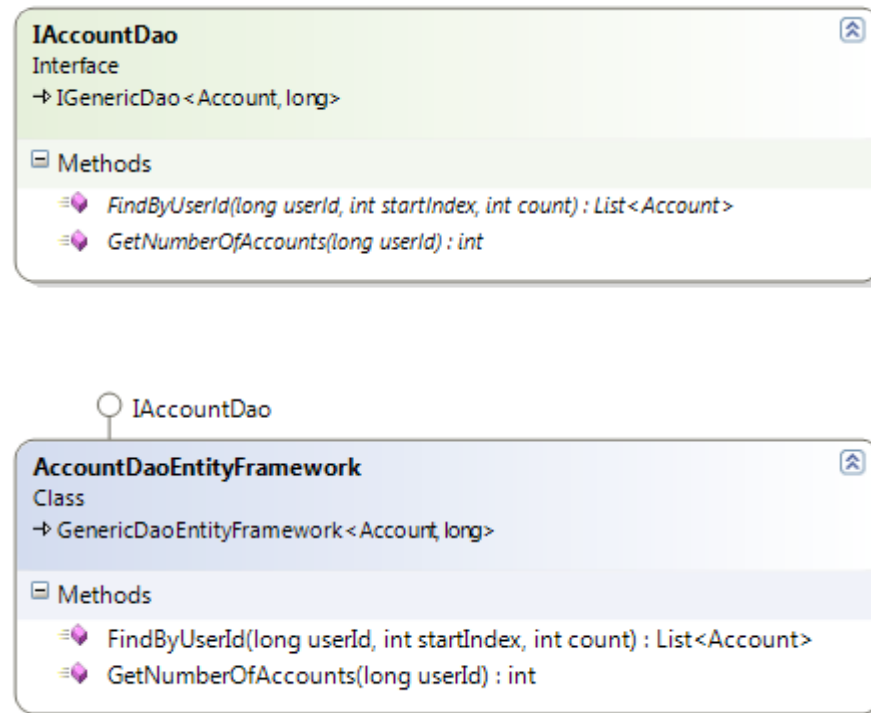 IAccountDao
Interface
IGenericDao<Account, long>
Methods
FindByUserId(long userId, int startIndex, int count) : List<Account>
GetNumberOfAccounts(long userId) : int
IAccountDao
AccountDaoEntityFramework
Class
GenericDaoEntityFramework<Account, long>
Methods
FindByUserId(long userId, int startIndex, int count) : List<Account>
GetNumberOfAccounts(long userId) : int